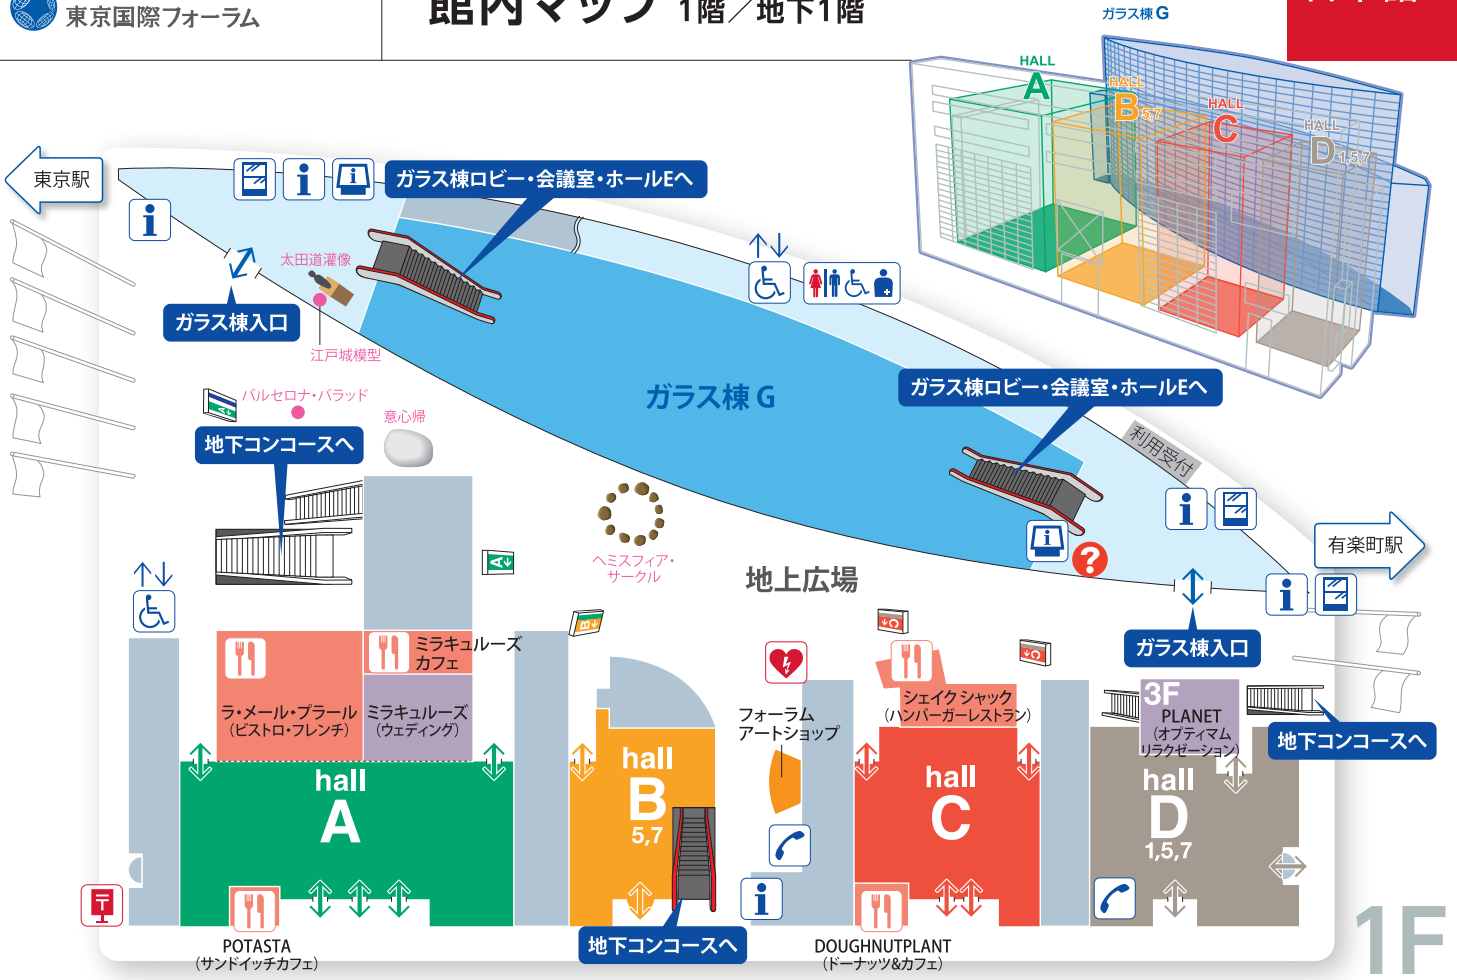 東京国際フォーラム
館内マップ 1階／地下1階
ガラス棟 G
HALL
A
HALL
B 5,7
HALL
C
HALL
D 1,5,7
東京駅
ガラス棟ロビー・会議室・ホールEへ
太田道灌像
ガラス棟入口
江戸城模型
バルセロナ・バラッド
意心帰
地下コンコースへ
ガラス棟 G
ガラス棟ロビー・会議室・ホールEへ
利用受付
有楽町駅
A
ヘミスフィア・
サークル
地上広場
?
B
C
C
ガラス棟入口
ミラキュルーズ
カフェ
ラ・メール・プラール
(ビストロ・フレンチ)
ミラキュルーズ
(ウェディング)
フォーラム
アートショップ
シェイク シャック
(ハンバーガーレストラン)
3F
PLANET
(オプティマム
リラクゼーション)
地下コンコースへ
hall
A
hall
B
5,7
hall
C
hall
D
1,5,7
〒
POTASTA
(サンドイッチカフェ)
地下コンコースへ
DOUGHNUTPLANT
(ドーナッツ&カフェ)
1F